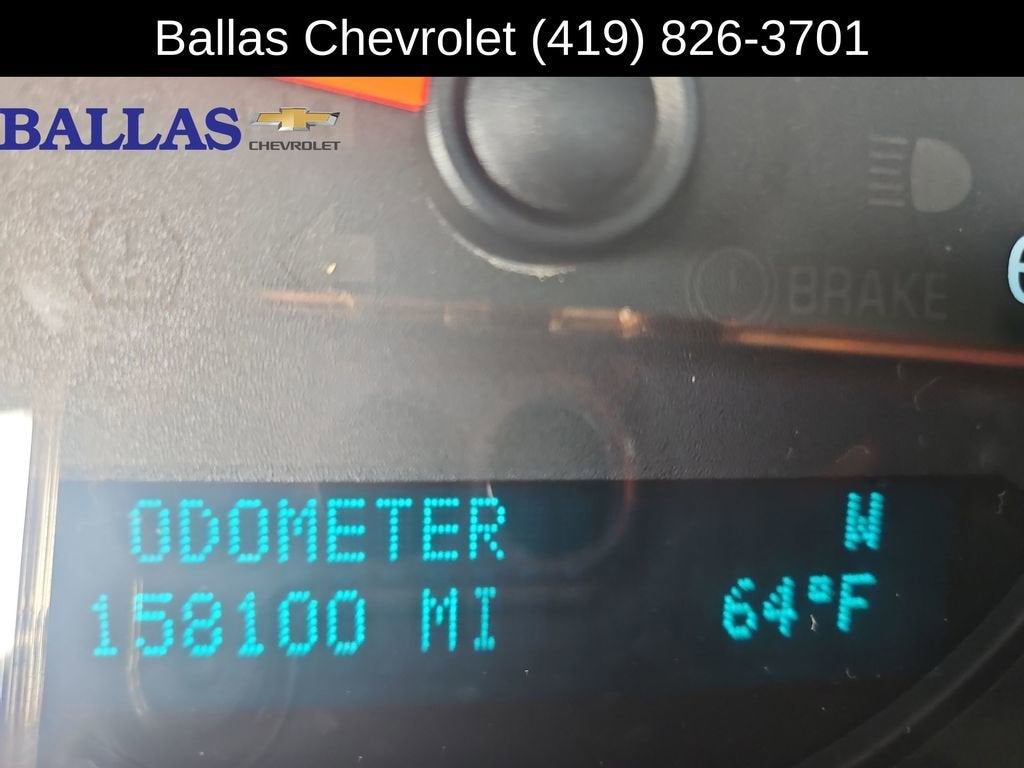 Ballas Chevrolet (419) 826-3701
BALLAS
CHEVROLET
BRAKE
ODOMETER W
158100 MI 64°F